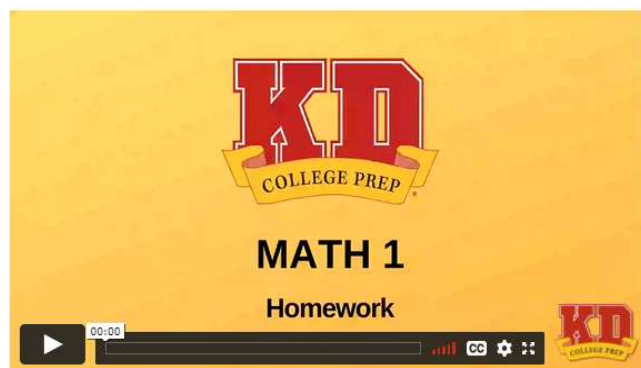 KD
COLLEGE PREP
MATH 1
Homework
00:00
CC
KD
COLLEGE PREP